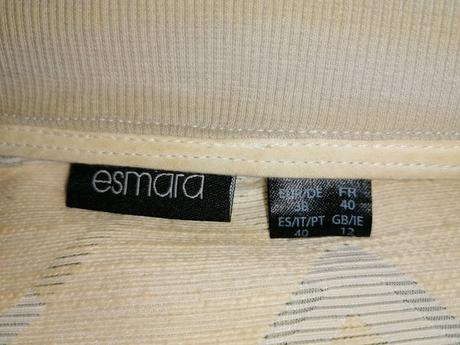 esmara
EUR/DE FR
38 40
ES/IT/PT GB/IE
40 12